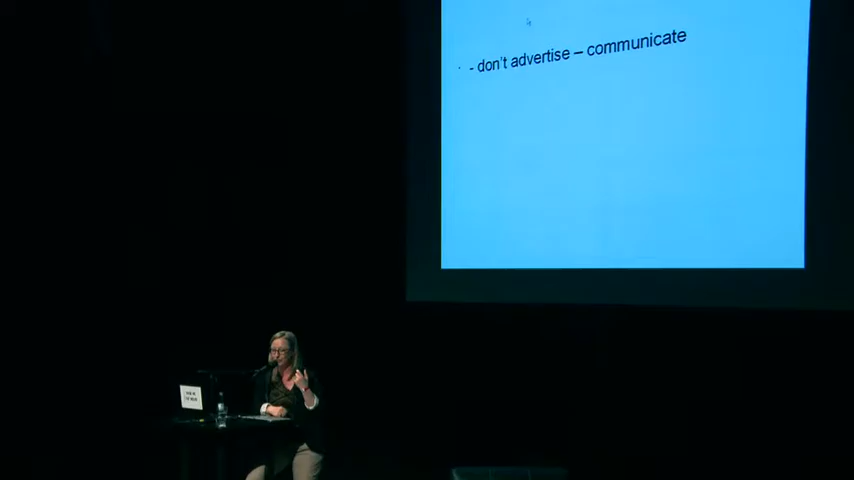 - don't advertise – communicate